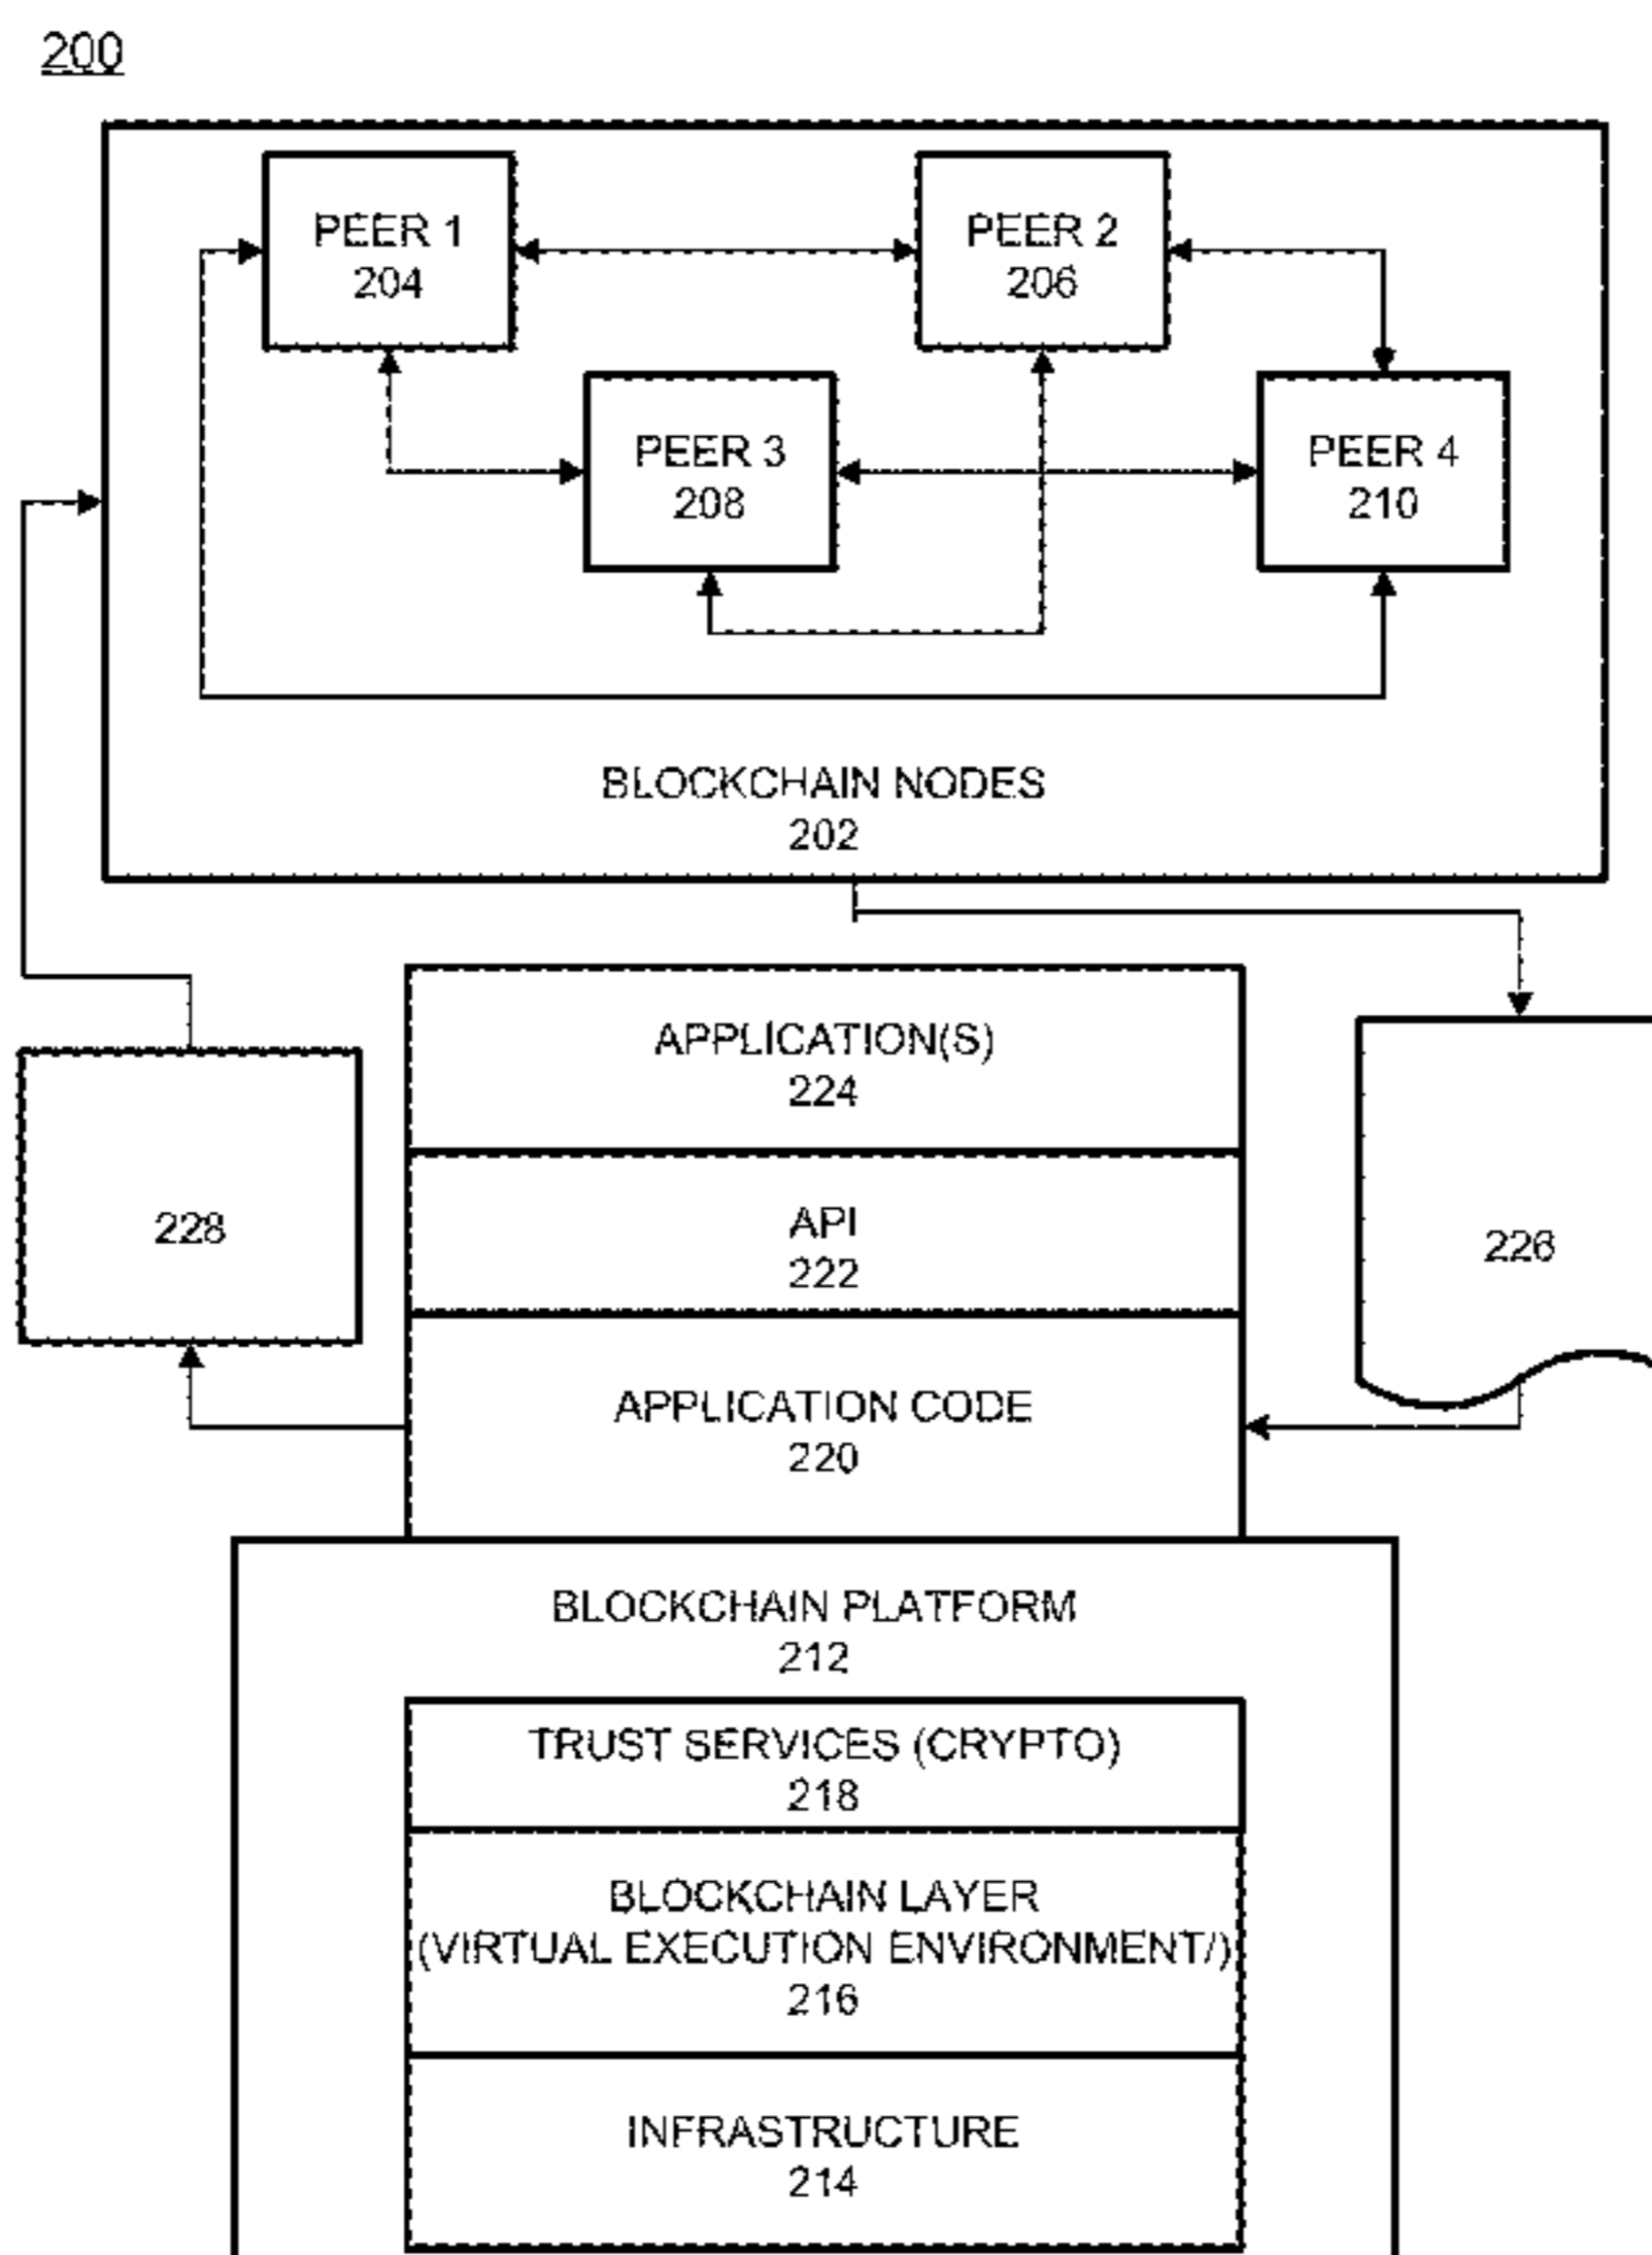 200
PEER 1
204
PEER 2
206
PEER 3
208
PEER 4
210
BLOCKCHAIN NODES
202
APPLICATION(S)
224
API
222
228
226
APPLICATION CODE
220
BLOCKCHAIN PLATFORM
212
TRUST SERVICES (CRYPTO)
218
BLOCKCHAIN LAYER
(VIRTUAL EXECUTION ENVIRONMENT/)
216
INFRASTRUCTURE
214